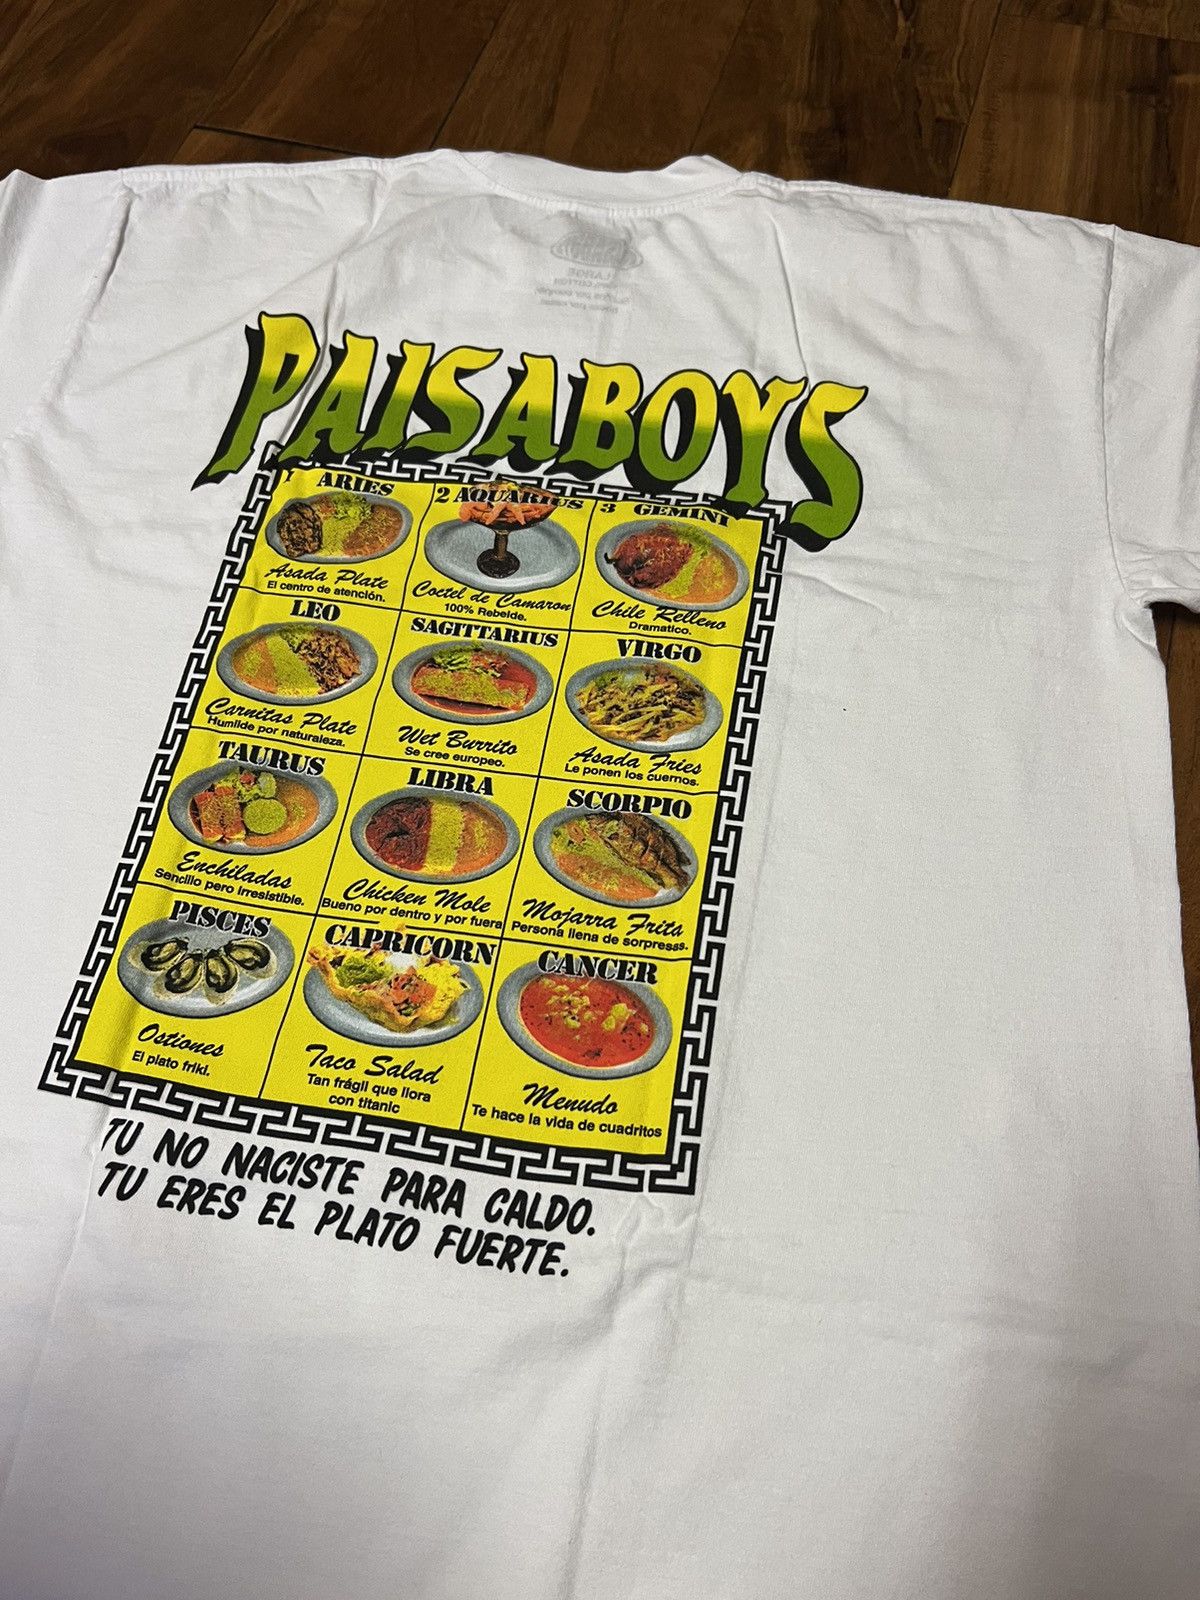 PAISABOYS
1 ARIES
Asada Plate
El centro de atención.
2 AQUARIUS
Coctel de Camaron
100% Rebelde.
3 GEMINI
Chile Relleno
Dramatico.
LEO
Carnitas Plate
Humilde por naturaleza.
SAGITTARIUS
Wet Burrito
Se cree europeo.
VIRGO
Asada Fries
Le ponen los cuernos.
TAURUS
Enchiladas
Sencillo pero irresistible.
LIBRA
Chicken Mole
Bueno por dentro y por fuera
SCORPIO
Mojarra Frita
Persona llena de sorpresas.
PISCES
Ostiones
El plato friki.
CAPRICORN
Taco Salad
Tan frágil que llora
con titanic
CANCER
Menudo
Te hace la vida de cuadritos
TU NO NACISTE PARA CALDO.
TU ERES EL PLATO FUERTE.